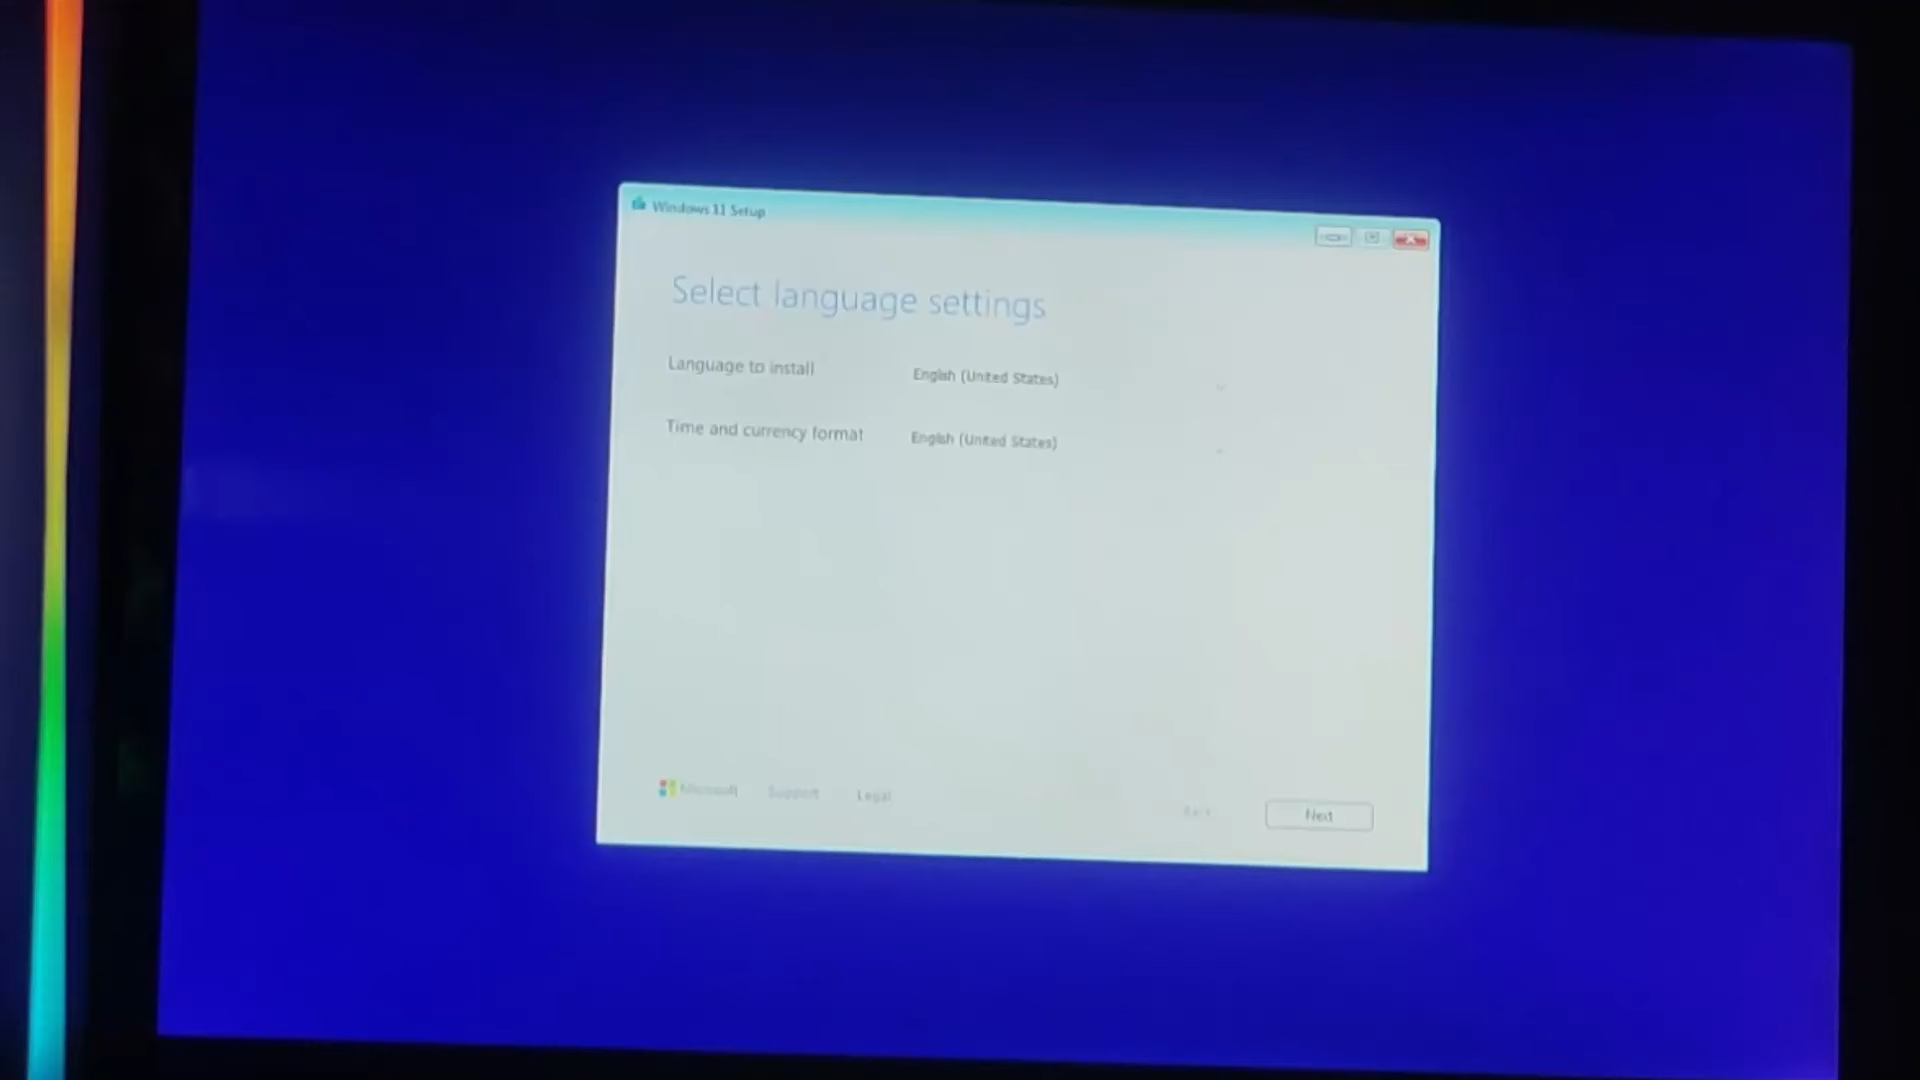 Windows 11 Setup
Select language settings
Language to install
English (United States)
Time and currency format
English (United States)
Microsoft
Support
Legal
Back
Next